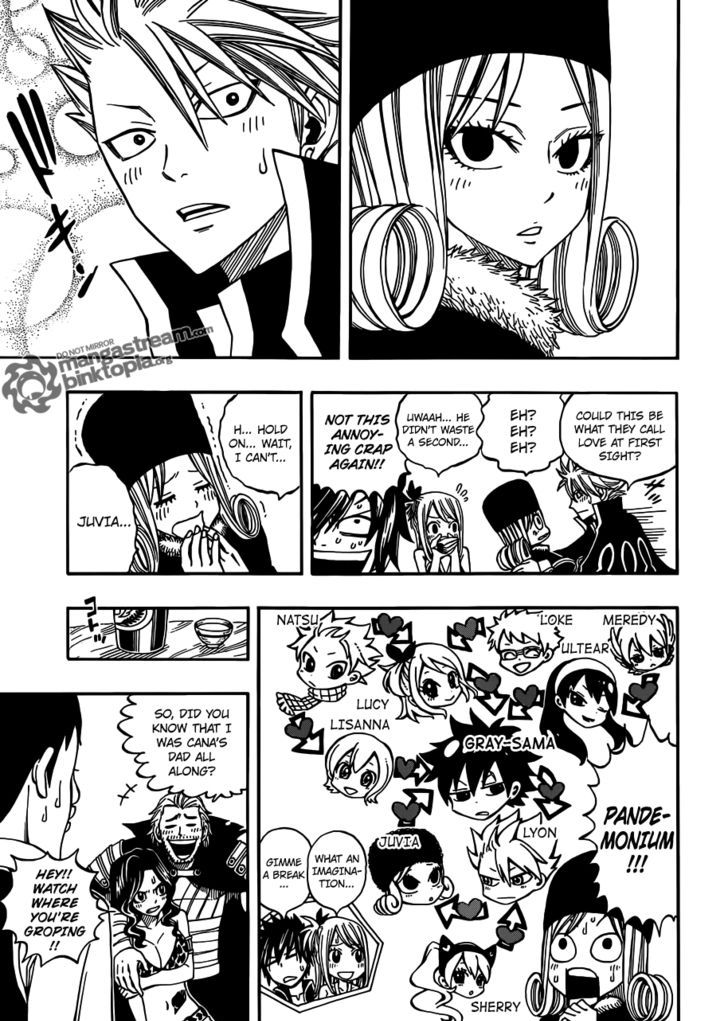 DO NOT MIRROR
mangastream.com
binktopia.org
COULD THIS BE
WHAT THEY CALL
LOVE AT FIRST
SIGHT?
EH?
EH?
EH?
UWAAH... HE
DIDN'T WASTE
A SECOND...
NOT THIS
ANNOY-
ING CRAP
AGAIN!!
H... HOLD
ON... WAIT,
I CAN'T...
JUVIA...
NATSU
LOKE
MEREDY
ULTEAR
LUCY
LISANNA
GRAY-SAMA
JUVIA
LYON
SHERRY
PANDE-
MONIUM
!!!
WHAT AN
IMAGINA-
TION...
GIMME
A BREAK
...
コトッ
SO, DID YOU
KNOW THAT I
WAS CANA'S
DAD ALL
ALONG?
HEY!!
WATCH
WHERE
YOU'RE
GROPING
!!